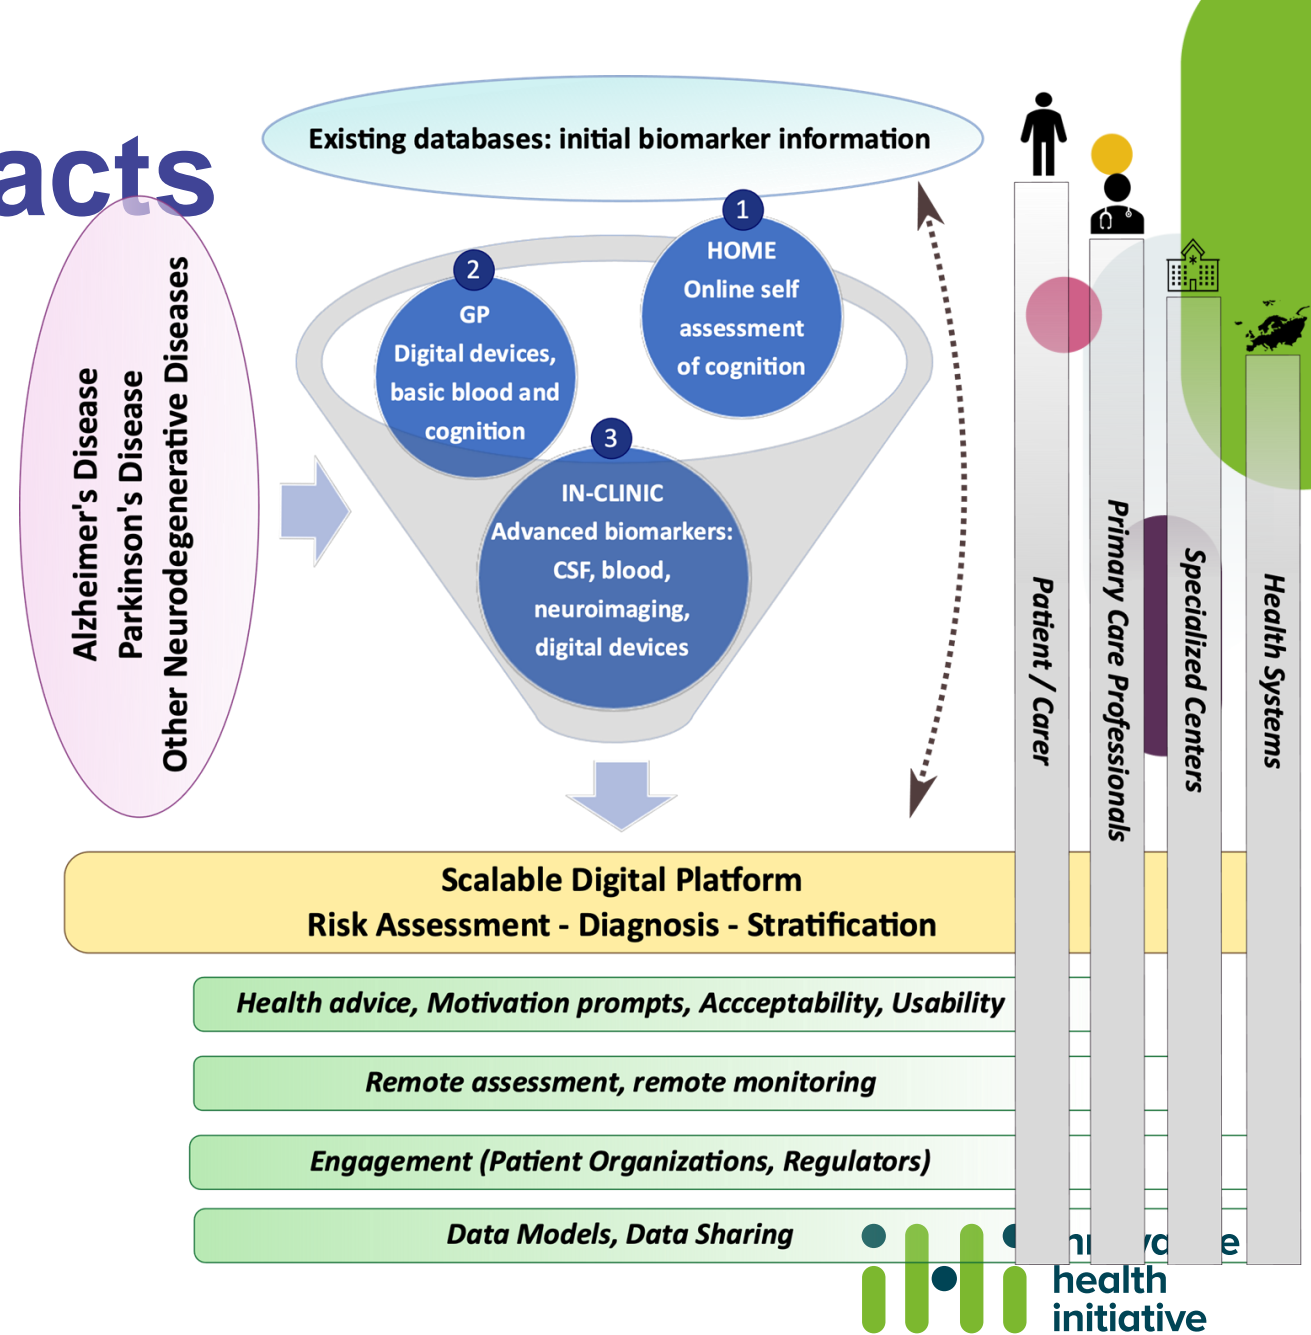 acts
Existing databases: initial biomarker information
Alzheimer's Disease
Parkinson's Disease
Other Neurodegenerative Diseases
1
HOME
Online self
assessment
of cognition
2
GP
Digital devices,
basic blood and
cognition
3
IN-CLINIC
Advanced biomarkers:
CSF, blood,
neuroimaging,
digital devices
Patient / Carer
Primary Care Professionals
Specialized Centers
Health Systems
Scalable Digital Platform
Risk Assessment - Diagnosis - Stratification
Health advice, Motivation prompts, Accceptability, Usability
Remote assessment, remote monitoring
Engagement (Patient Organizations, Regulators)
Data Models, Data Sharing
ihi
health
initiative